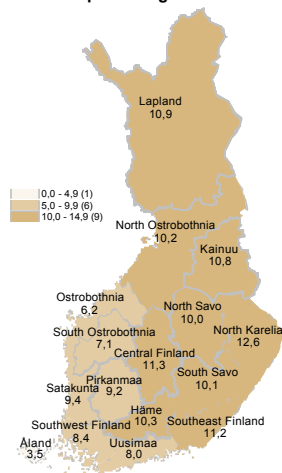 Lapland
10,9
0,0 - 4,9 (1)
5,0 - 9,9 (6)
10,0 - 14,9 (9)
North Ostrobothnia
10,2
Kainuu
10,8
Ostrobothnia
6,2
North Savo
10,0
South Ostrobothnia
7,1
North Karelia
12,6
Central Finland
11,3
Pirkanmaa
9,2
South Savo
10,1
Satakunta
9,4
Häme
10,3
Southwest Finland
8,4
Southeast Finland
11,2
Åland
3,5
Uusimaa
8,0